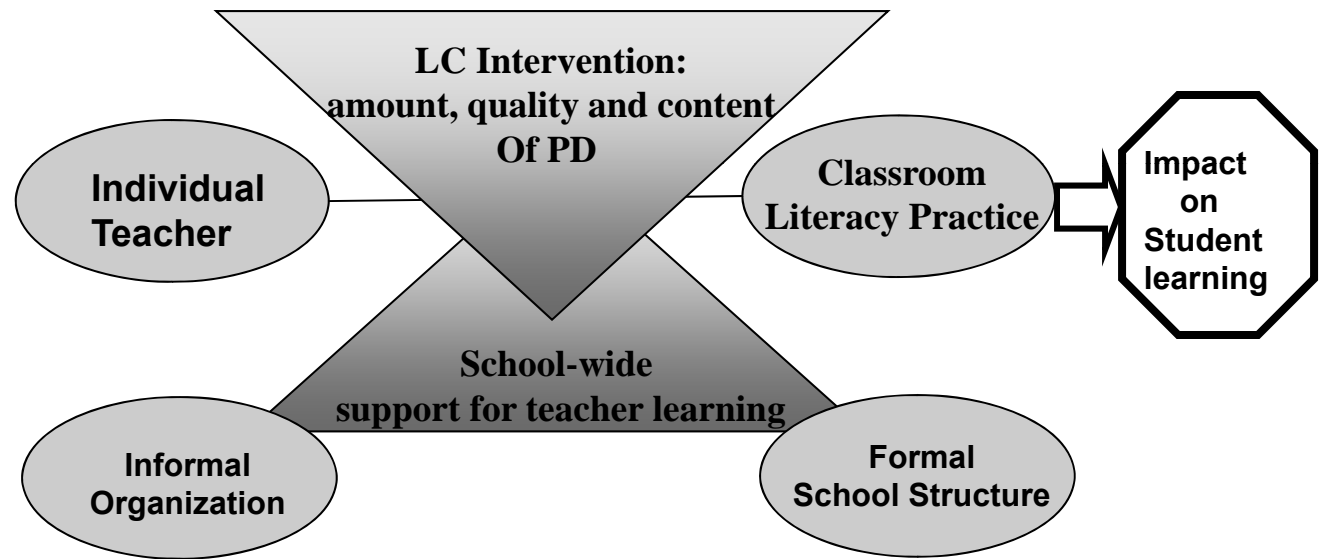 LC Intervention:
amount, quality and content
Of PD
Individual
Teacher
Classroom
Literacy Practice
Impact
on
Student
learning
School-wide
support for teacher learning
Informal
Organization
Formal
School Structure